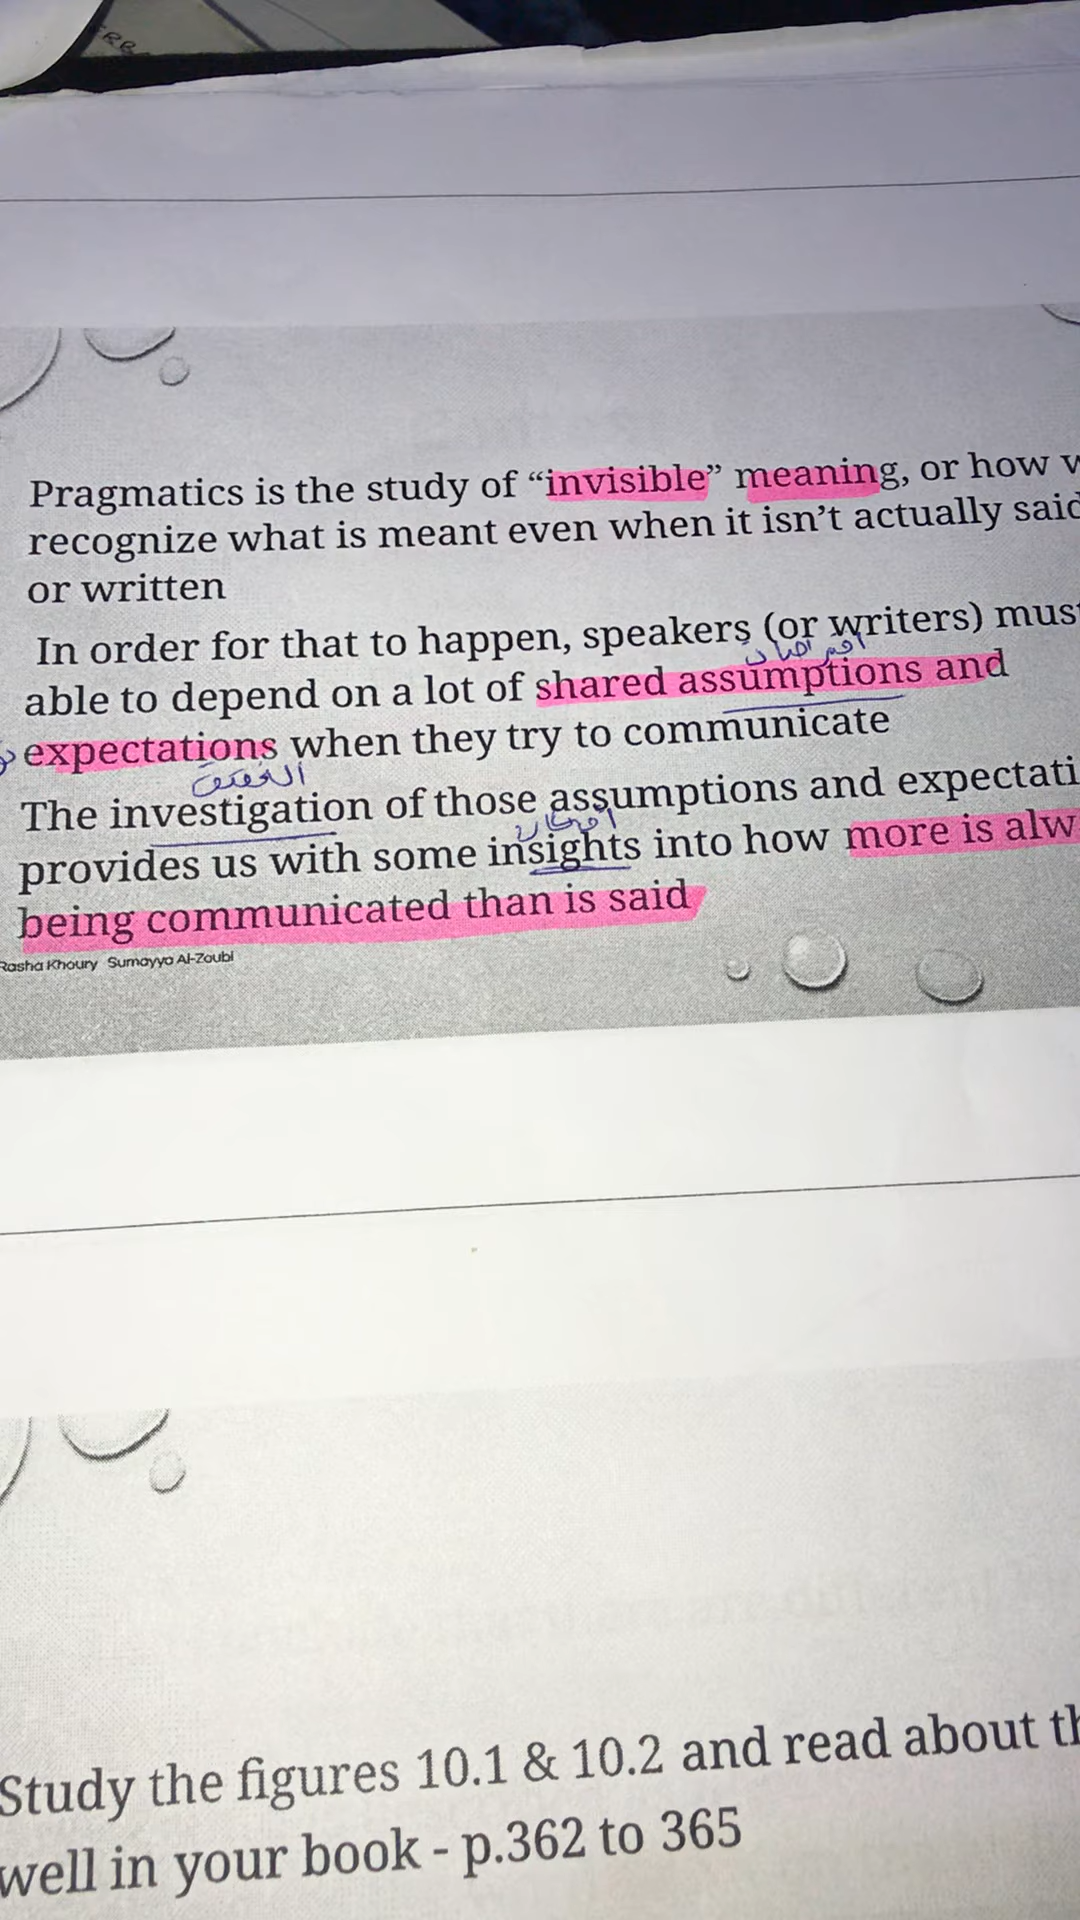 Pragmatics is the study of “invisible” meaning, or how
recognize what is meant even when it isn’t actually said
or written
In order for that to happen, speakers (or writers) must
افتراضات
able to depend on a lot of shared assumptions and
expectations when they try to communicate
التحقيق
The investigation of those assumptions and expectati
افكار
provides us with some insights into how more is alw
being communicated than is said
Rasha Khoury Sumayya Al-Zoubi
Study the figures 10.1 & 10.2 and read about th
well in your book - p.362 to 365